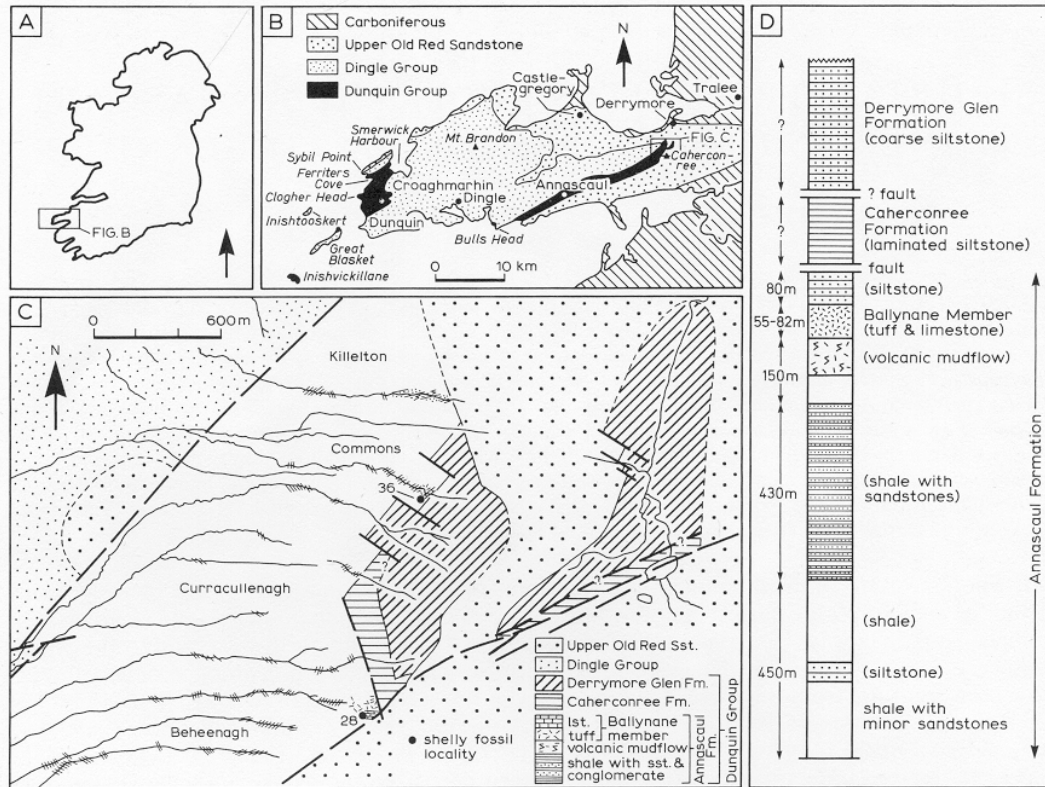 A
FIG. B
B
Carboniferous
Upper Old Red Sandstone
Dingle Group
Dunquin Group
N
Castle-
gregory
Derrymore
Tralee
FIG. C
Smerwick
Harbour
Mt. Brandon
Sybil Point
Ferriter's
Cove
Clogher Head
Croaghmarhin
Dingle
Annascaul
Cahercon-
ree
Inishtooskert
Dunquin
Bulls Head
Great
Blasket
Inishvickillane
0 10 km
C
0 600m
N
Killelton
Commons
36
?
Curracullenagh
?
?
28
Beheenagh
shelly fossil
locality
Upper Old Red Sst.
Dingle Group
Derrymore Glen Fm.
Caherconree Fm.
lst. Ballynane
tuff member
volcanic mudflow
shale with sst. &
conglomerate
Annascaul
Fm.
Dunquin Group
D
?
Derrymore Glen
Formation
(coarse siltstone)
? fault
?
Caherconree
Formation
(laminated siltstone)
fault
80m
(siltstone)
55-82m
Ballynane Member
(tuff & limestone)
(volcanic mudflow)
150m
430m
(shale with
sandstones)
(shale)
450m
(siltstone)
shale with
minor sandstones
Annascaul Formation